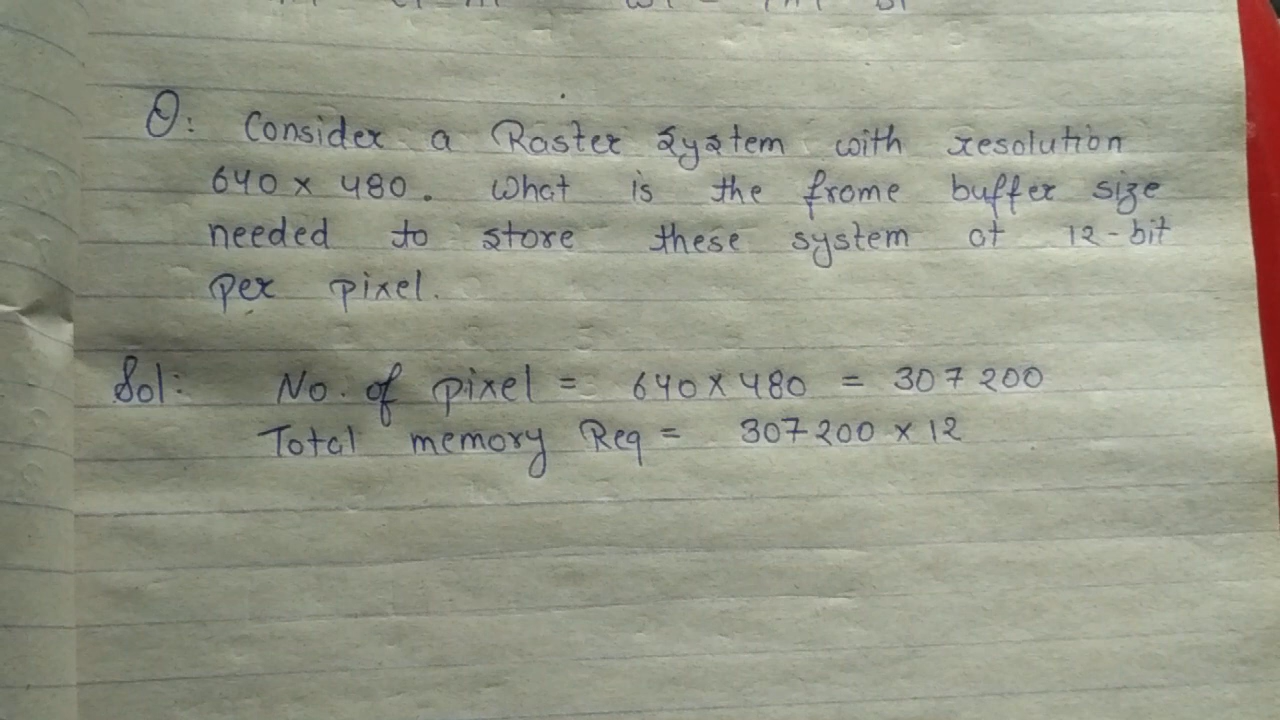 Q: Consider a Raster System with resolution
640 x 480. What is the frome buffer size
needed to store these system at 12-bit
per pixel.
Sol: No. of pixel = 640 x 480 = 307200
Total memory Req = 307200 x 12